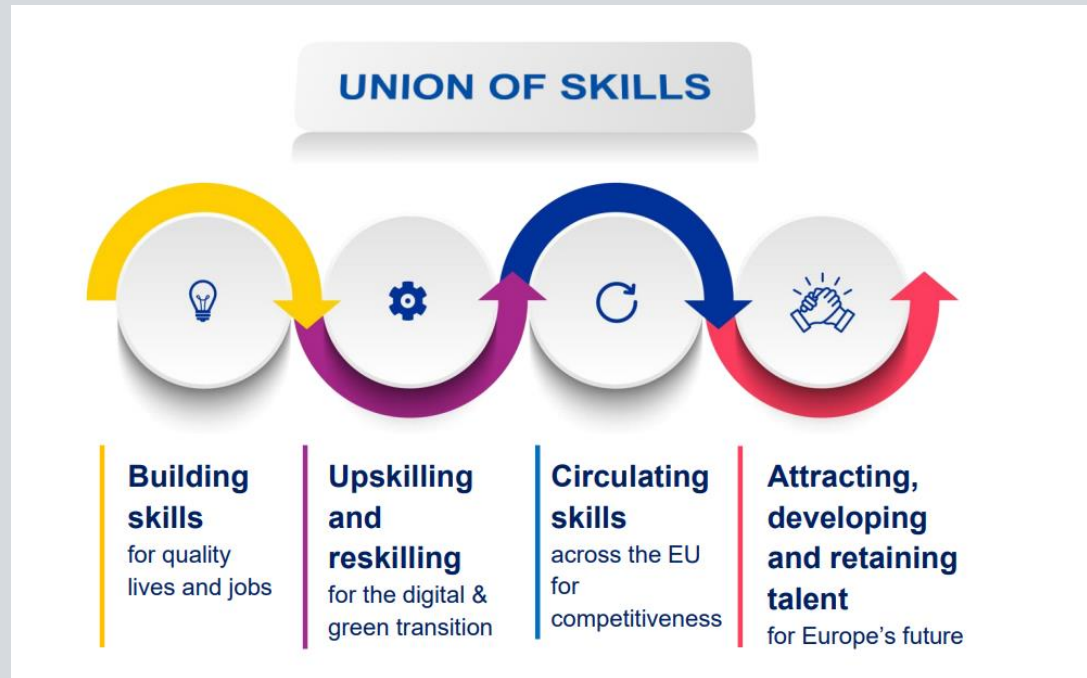 UNION OF SKILLS
Building
skills
for quality
lives and jobs
Upskilling
and
reskilling
for the digital &
green transition
Circulating
skills
across the EU
for
competitiveness
Attracting,
developing
and retaining
talent
for Europe's future